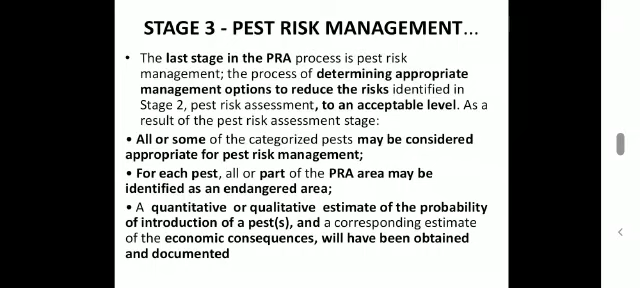 STAGE 3 - PEST RISK MANAGEMENT...
• The last stage in the PRA process is pest risk
management; the process of determining appropriate
management options to reduce the risks identified in
Stage 2, pest risk assessment, to an acceptable level. As a
result of the pest risk assessment stage:
• All or some of the categorized pests may be considered
appropriate for pest risk management;
• For each pest, all or part of the PRA area may be
identified as an endangered area;
• A quantitative or qualitative estimate of the probability
of introduction of a pest(s), and a corresponding estimate
of the economic consequences, will have been obtained
and documented